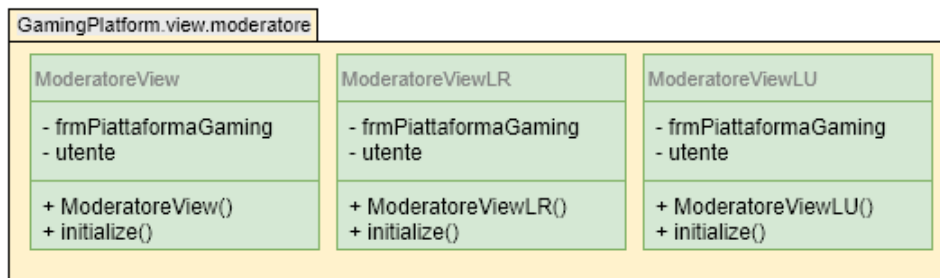 GamingPlatform.view.moderatore
ModeratoreView
- frmPiattaformaGaming
- utente
+ ModeratoreView()
+ initialize()
ModeratoreViewLR
- frmPiattaformaGaming
- utente
+ ModeratoreViewLR()
+ initialize()
ModeratoreViewLU
- frmPiattaformaGaming
- utente
+ ModeratoreViewLU()
+ initialize()